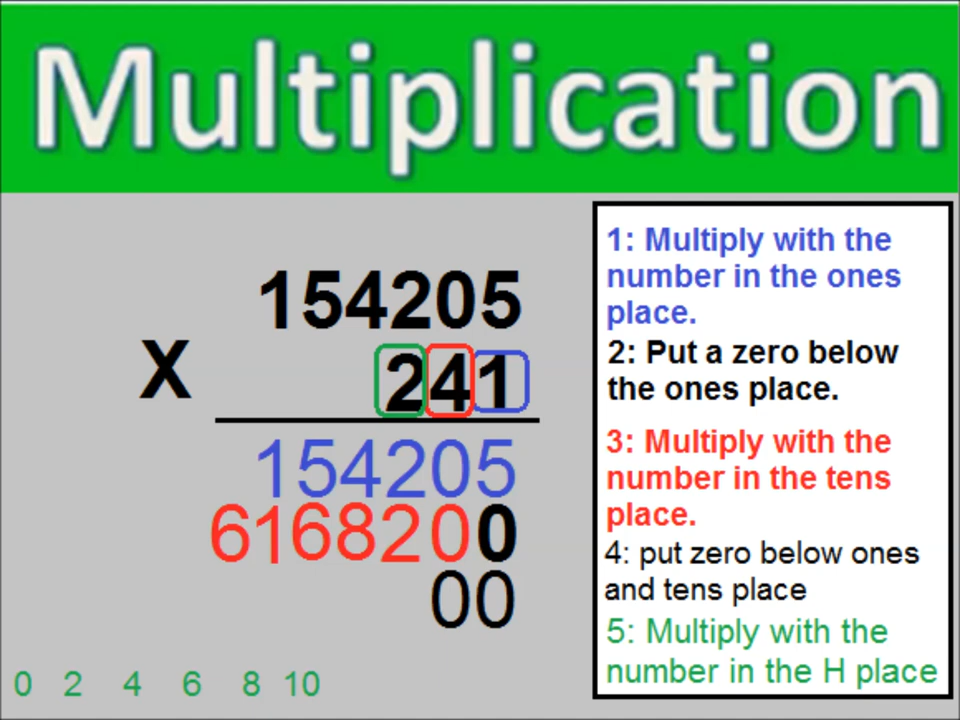 Multiplication
154205
X 241
154205
6168200
00
0 2 4 6 8 10
1: Multiply with the
number in the ones
place.
2: Put a zero below
the ones place.
3: Multiply with the
number in the tens
place.
4: put zero below ones
and tens place
5: Multiply with the
number in the H place